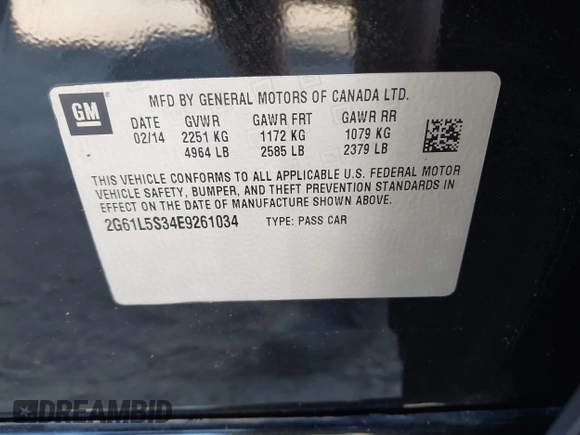 GM
MFD BY GENERAL MOTORS OF CANADA LTD.
DATE GVWR GAWR FRT GAWR RR
02/14 2251 KG 1172 KG 1079 KG
4964 LB 2585 LB 2379 LB
THIS VEHICLE CONFORMS TO ALL APPLICABLE U.S. FEDERAL MOTOR
VEHICLE SAFETY, BUMPER, AND THEFT PREVENTION STANDARDS IN
EFFECT ON THE DATE OF MANUFACTURE SHOWN ABOVE.
2G61L5S34E9261034 TYPE: PASS CAR
DREAMBID